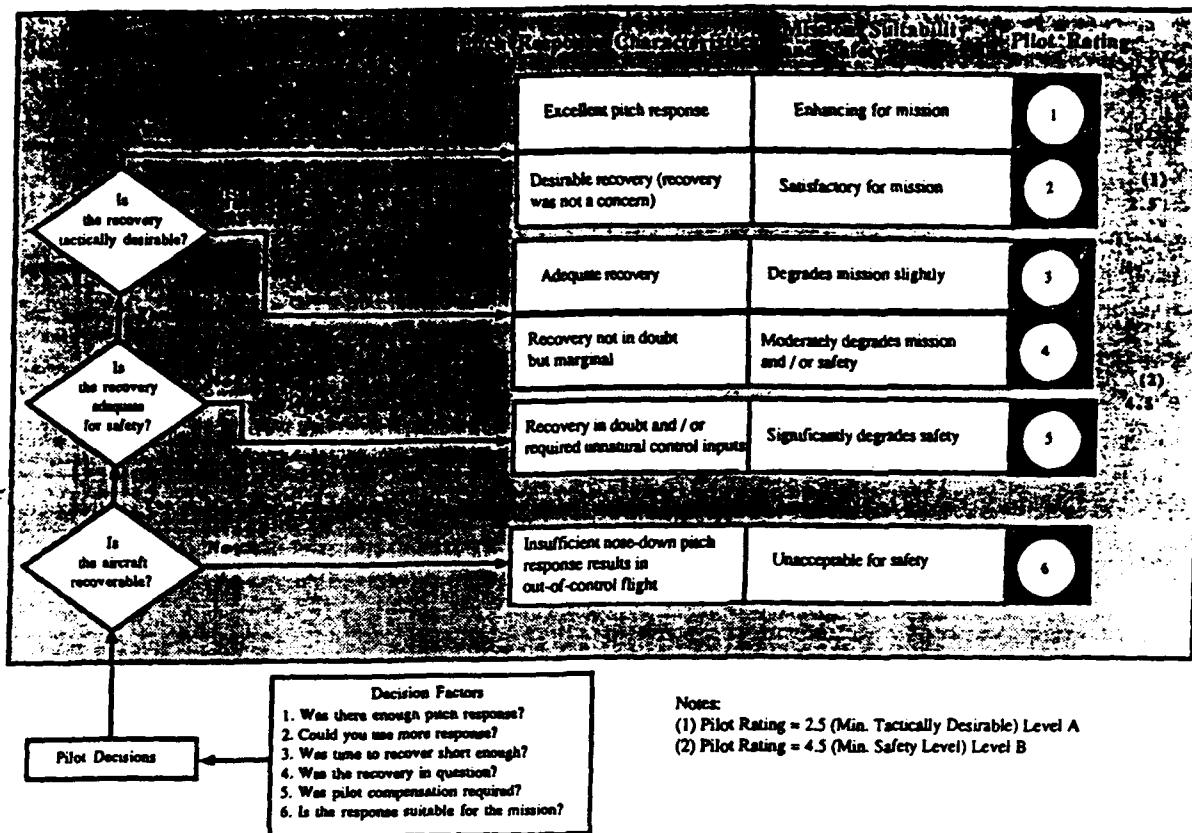 Response Characteristics
Mission Suitability
Pilot Rating
Excellent pitch response
Enhancing for mission
1
Desirable recovery (recovery
was not a concern)
Satisfactory for mission
2
(1)
2.5
Is
the recovery
tactically desirable?
Adequate recovery
Degrades mission slightly
3
Recovery not in doubt
but marginal
Moderately degrades mission
and / or safety
4
(2)
4.5
Is
the recovery
adequate
for safety?
Recovery in doubt and / or
required unnatural control inputs
Significantly degrades safety
5
Is
the aircraft
recoverable?
Insufficient nose-down pitch
response results in
out-of-control flight
Unacceptable for safety
6
Pilot Decisions
Decision Factors
1. Was there enough pitch response?
2. Could you use more response?
3. Was time to recover short enough?
4. Was the recovery in question?
5. Was pilot compensation required?
6. Is the response suitable for the mission?
Notes:
(1) Pilot Rating = 2.5 (Min. Tactically Desirable) Level A
(2) Pilot Rating = 4.5 (Min. Safety Level) Level B